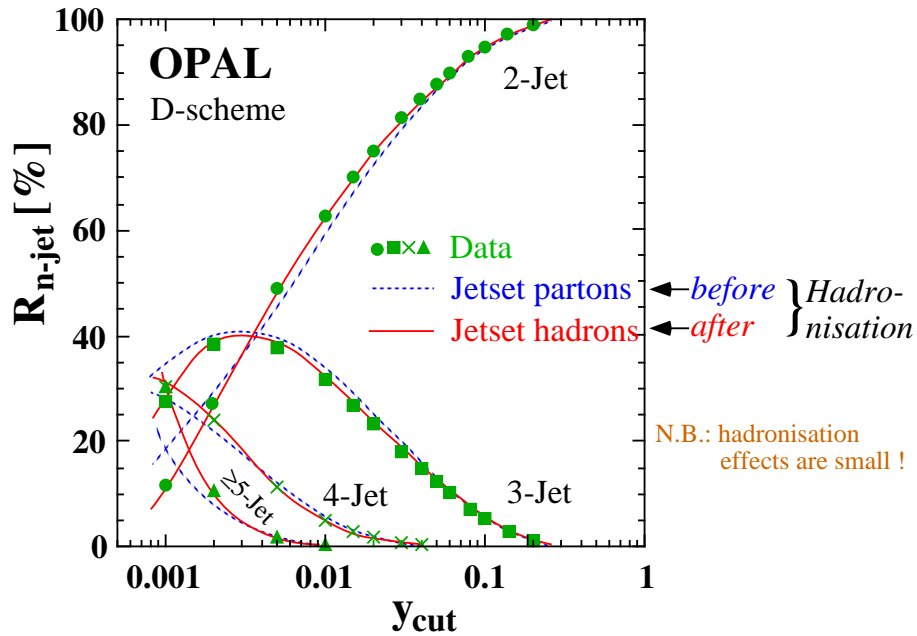 100
80
60
40
20
0
R n-jet [%]
OPAL
D-scheme
2-Jet
Data
Jetset partons
before
Jetset hadrons
after
}
Hadro-
nisation
N.B.: hadronisation
effects are small !
≥5-Jet
4-Jet
3-Jet
0.001 0.01 0.1 1
y cut